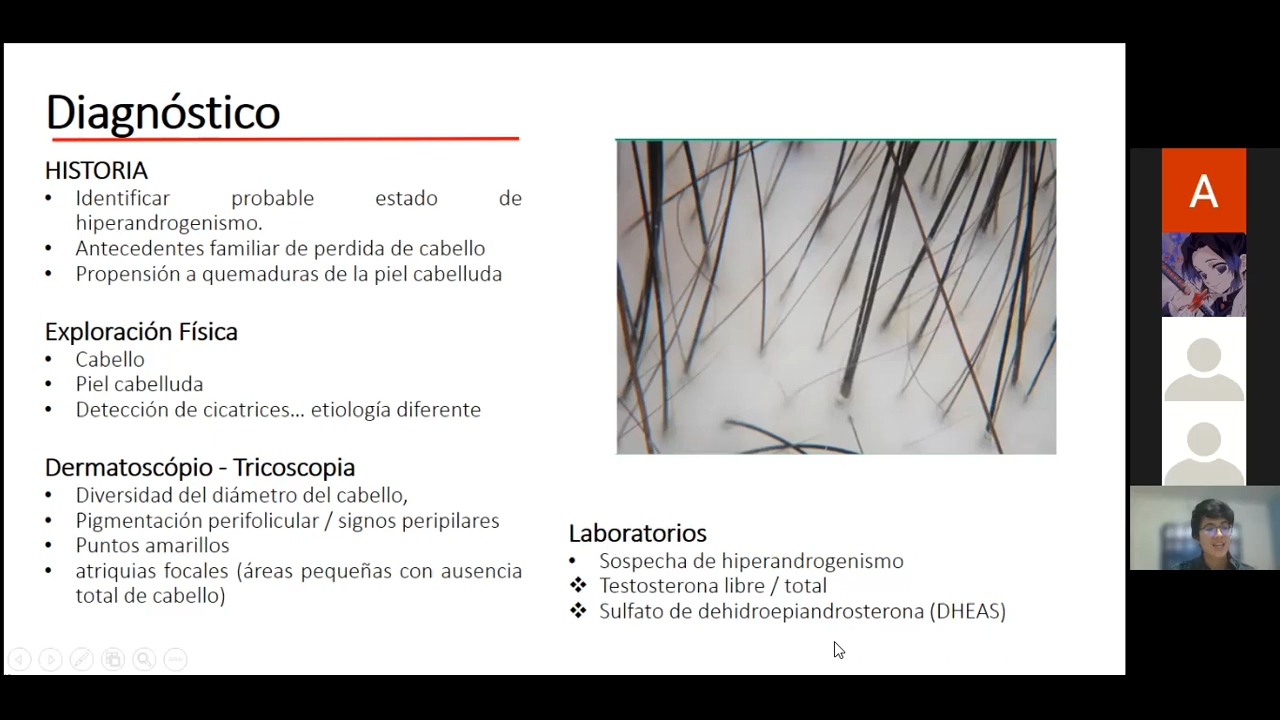 Diagnóstico
HISTORIA
• Identificar probable estado de
hiperandrogenismo.
• Antecedentes familiar de perdida de cabello
• Propensión a quemaduras de la piel cabelluda
Exploración Física
• Cabello
• Piel cabelluda
• Detección de cicatrices... etiología diferente
Dermatoscópio - Tricoscopia
• Diversidad del diámetro del cabello,
• Pigmentación perifolicular / signos peripilares
• Puntos amarillos
• atriquias focales (áreas pequeñas con ausencia
total de cabello)
Laboratorios
• Sospecha de hiperandrogenismo
❖ Testosterona libre / total
❖ Sulfato de dehidroepiandrosterona (DHEAS)
A